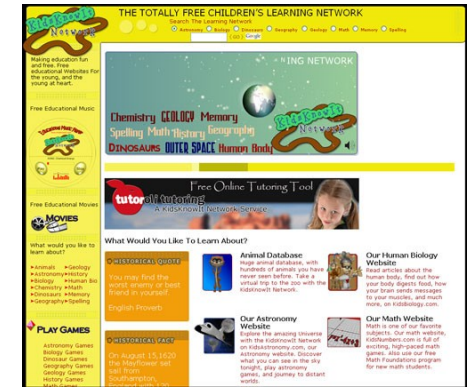 THE TOTALLY FREE CHILDREN'S LEARNING NETWORK
Search The Learning Network
Astronomy Biology Dinosaurs Geography Geology Math Memory Spelling
Google
KidsKnowIt
Network
Making education fun
and free. Free
educational Websites For
the young, and the
young at heart.
Free Educational Music
Free Educational Movies
MOVIES
What would you like to
learn about?
Animals Geology
Astronomy History
Biology Human Bio
Chemistry Math
Dinosaurs Memory
Geography Spelling
PLAY GAMES
Astronomy Games
Biology Games
Dinosaur Games
Geography Games
Geology Games
History Games
ING NETWORK
Chemistry GEOLOGY Memory
Spelling Math History Geography
DINOSAURS OUTER SPACE Human Body
KidsKnowIt
Network
Free Online Tutoring Tool
tutorall tutoring
A KidsKnowIt Network Service
What Would You Like To Learn About?
HISTORICAL QUOTE
You may find the
worst enemy or best
friend in yourself.
English Proverb
HISTORICAL FACT
On August 15,1620
the Mayflower set
sail from
Southampton,
Animal Database
Huge animal database, with
hundreds of animals you have
never seen before. Take a
virtual trip to the zoo with the
KidsKnowIt Network.
Our Human Biology
Website
Read articles about the
human body, find out how
your body digests food, how
your brain sends messages
to your muscles, and much
more, on KidsBiology.com.
Our Astronomy
Website
Explore the amazing Universe
with the KidsKnowIt Network
on KidsAstronomy.com, our
Astronomy website. Discover
what you can see in the sky
tonight, play astronomy
games, and journey to distant
worlds.
Our Math Website
Math is one of our favorite
subjects. Our math website,
KidsNumbers.com is full of
exciting, high-paced math
games. Also use our free
Math Foundations program
for new math students.